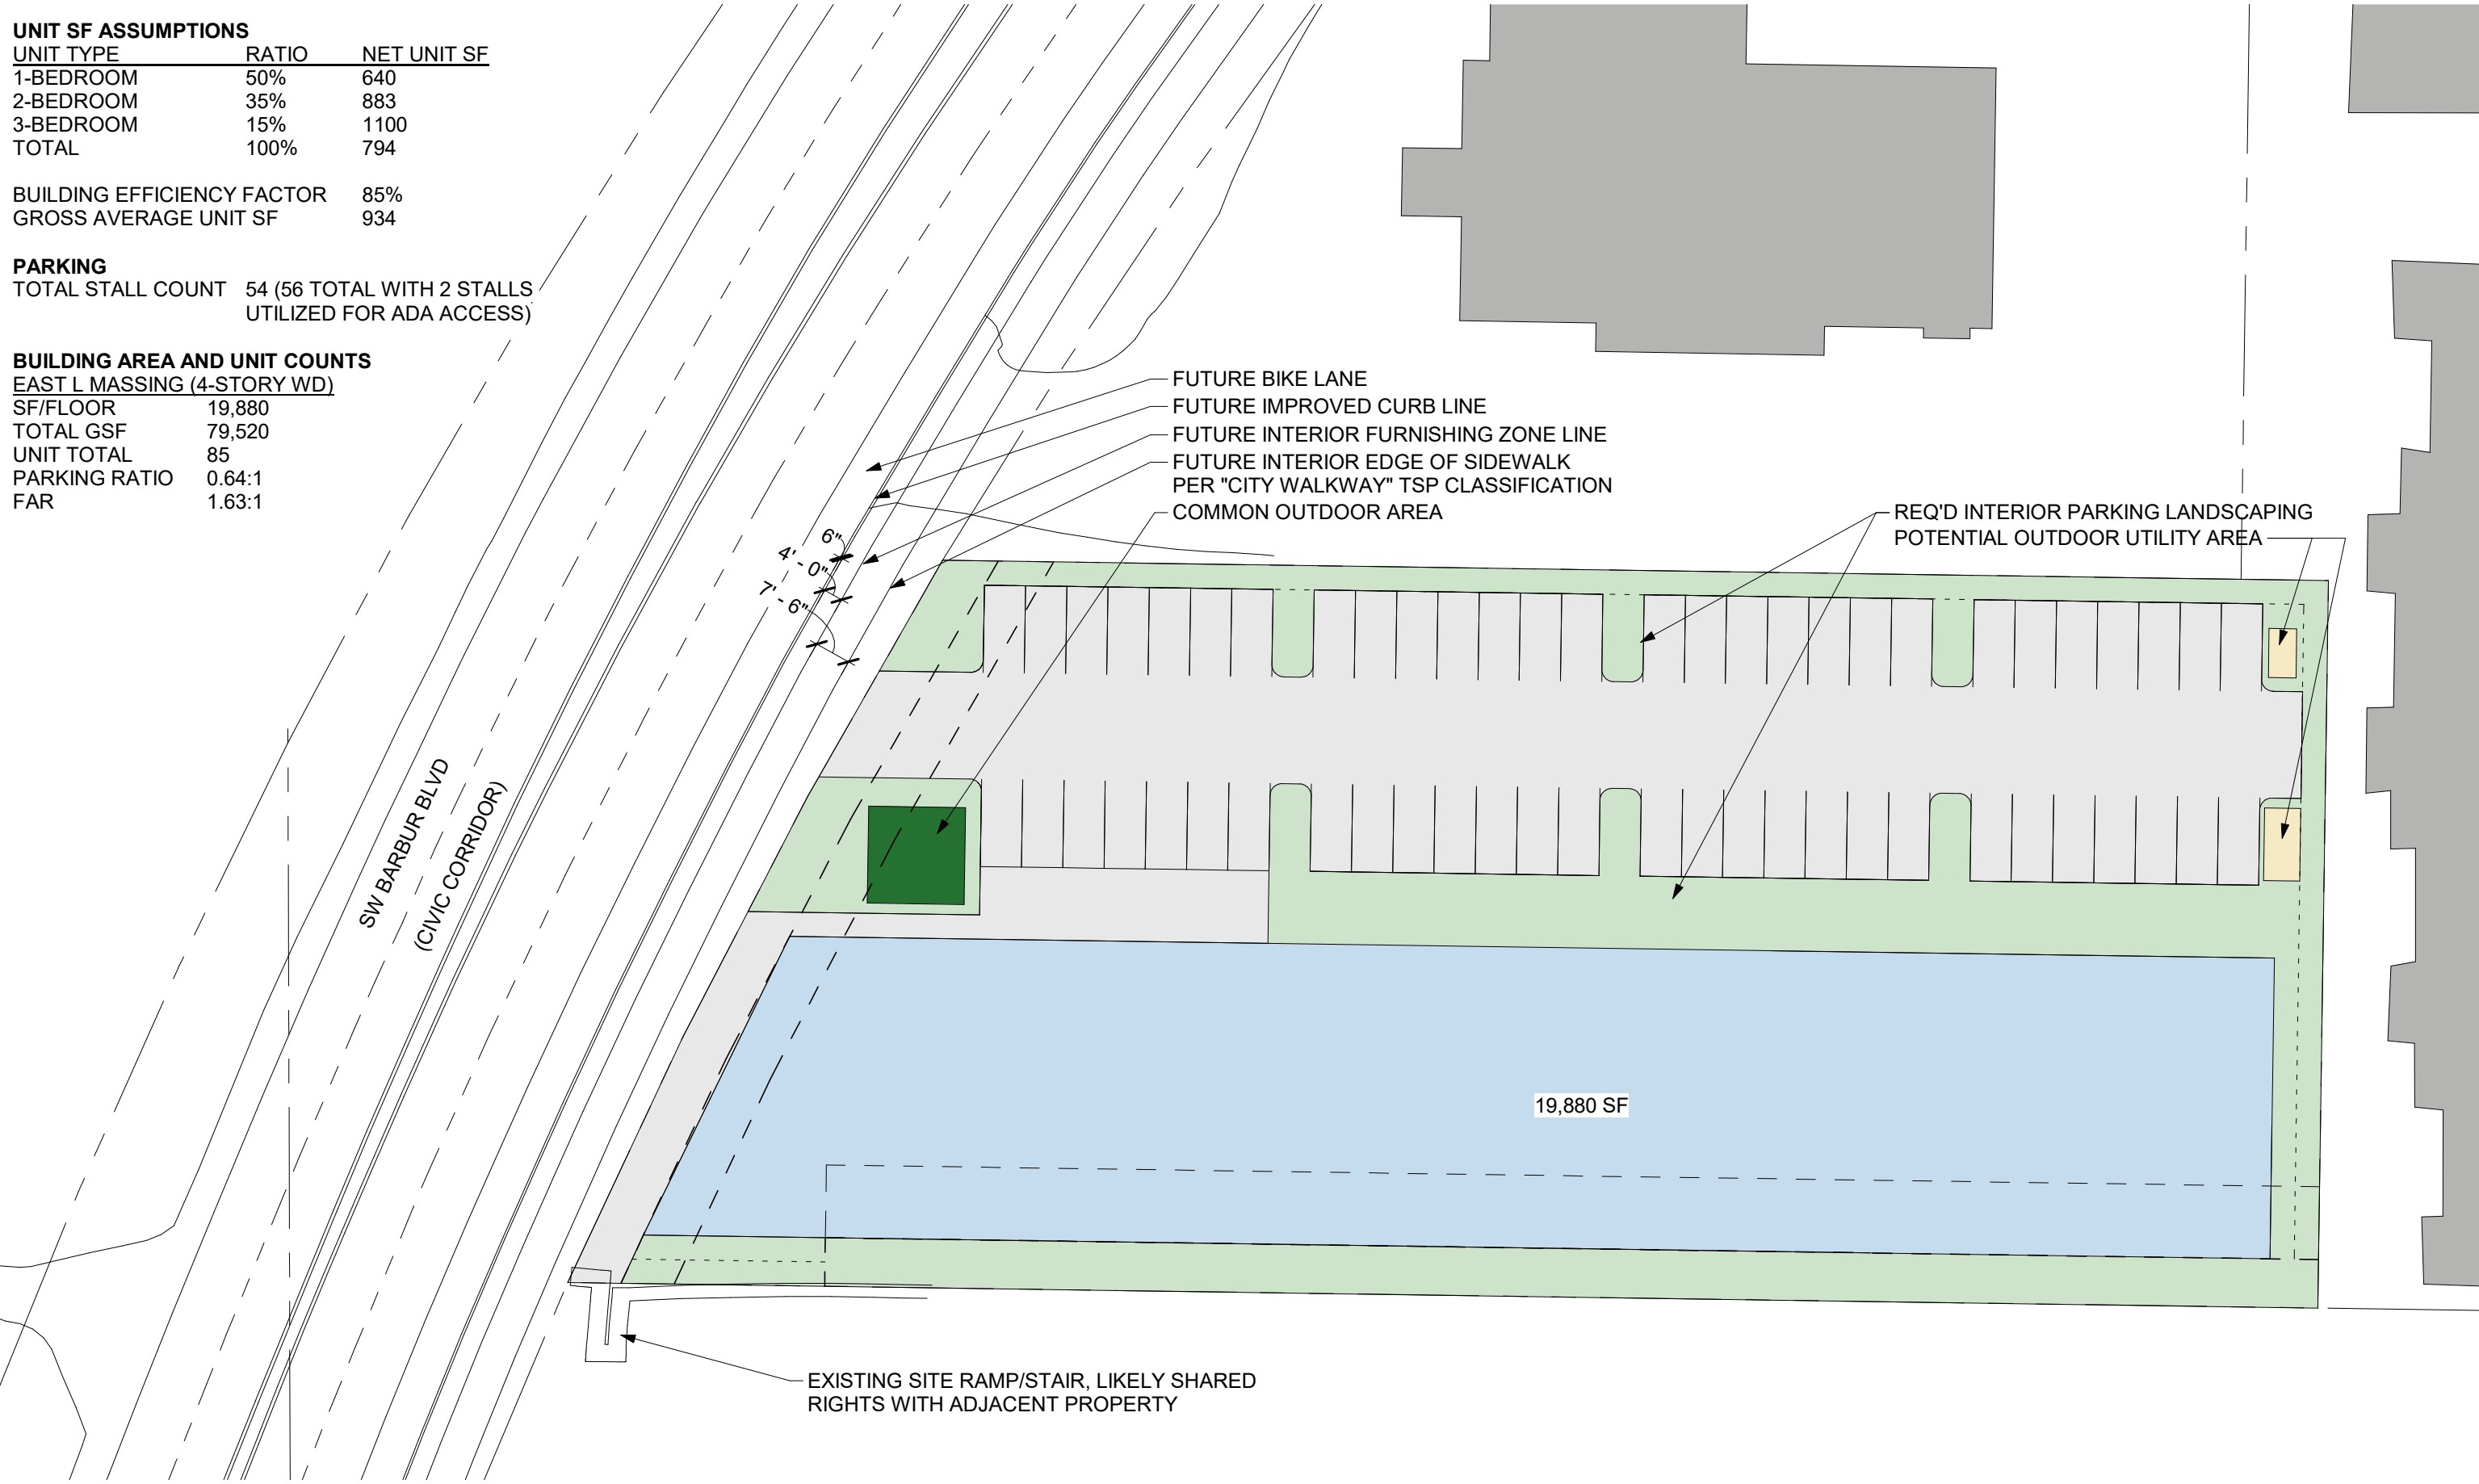 UNIT SF ASSUMPTIONS
UNIT TYPE RATIO NET UNIT SF
1-BEDROOM 50% 640
2-BEDROOM 35% 883
3-BEDROOM 15% 1100
TOTAL 100% 794
BUILDING EFFICIENCY FACTOR 85%
GROSS AVERAGE UNIT SF 934
PARKING
TOTAL STALL COUNT 54 (56 TOTAL WITH 2 STALLS
UTILIZED FOR ADA ACCESS)
BUILDING AREA AND UNIT COUNTS
EAST L MASSING (4-STORY WD)
SF/FLOOR 19,880
TOTAL GSF 79,520
UNIT TOTAL 85
PARKING RATIO 0.64:1
FAR 1.63:1
FUTURE BIKE LANE
FUTURE IMPROVED CURB LINE
FUTURE INTERIOR FURNISHING ZONE LINE
FUTURE INTERIOR EDGE OF SIDEWALK
PER "CITY WALKWAY" TSP CLASSIFICATION
COMMON OUTDOOR AREA
REQ'D INTERIOR PARKING LANDSCAPING
POTENTIAL OUTDOOR UTILITY AREA
6"
4' - 0"
7' - 6"
SW BARBUR BLVD
(CIVIC CORRIDOR)
19,880 SF
EXISTING SITE RAMP/STAIR, LIKELY SHARED
RIGHTS WITH ADJACENT PROPERTY